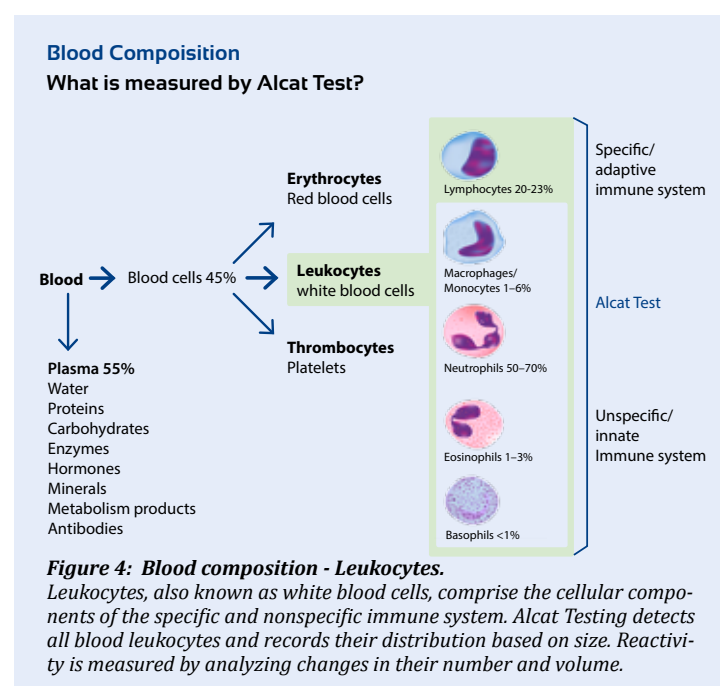 Blood Compoisition
What is measured by Alcat Test?
Blood
Blood cells 45%
Plasma 55%
Water
Proteins
Carbohydrates
Enzymes
Hormones
Minerals
Metabolism products
Antibodies
Erythrocytes
Red blood cells
Leukocytes
white blood cells
Thrombocytes
Platelets
Lymphocytes 20-23%
Macrophages/
Monocytes 1–6%
Neutrophils 50–70%
Eosinophils 1–3%
Basophils <1%
Specific/
adaptive
immune system
Alcat Test
Unspecific/
innate
Immune system
Figure 4: Blood composition - Leukocytes.
Leukocytes, also known as white blood cells, comprise the cellular compo-
nents of the specific and nonspecific immune system. Alcat Testing detects
all blood leukocytes and records their distribution based on size. Reactivi-
ty is measured by analyzing changes in their number and volume.